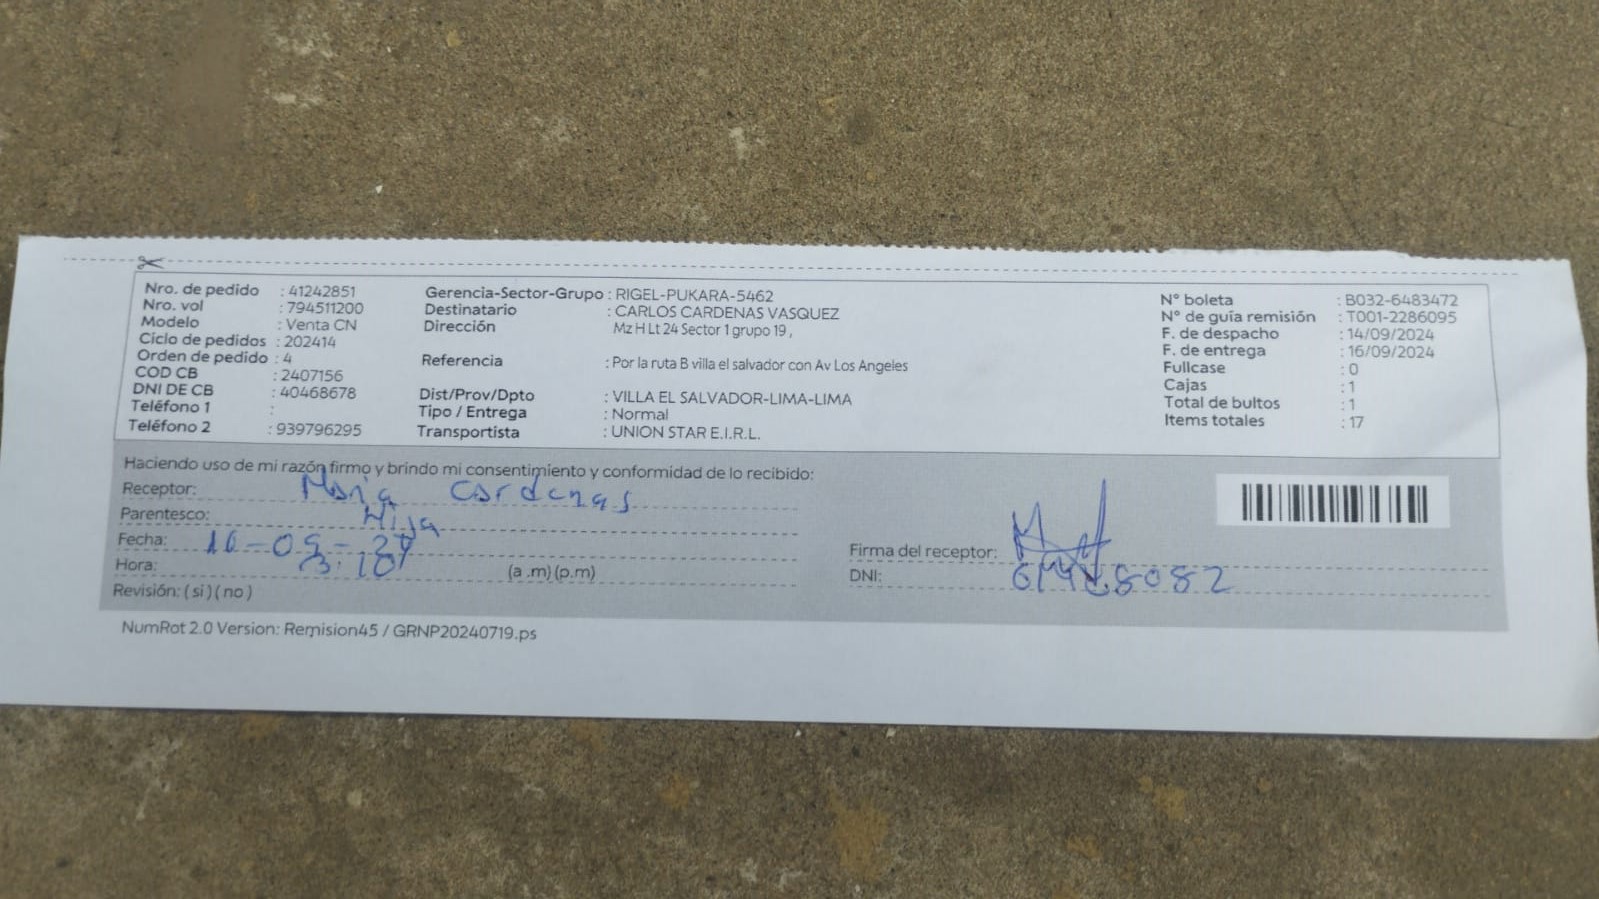 Nro. de pedido : 41242851
Nro. vol : 794511200
Modelo : Venta CN
Ciclo de pedidos : 202414
Orden de pedido : 4
COD CB : 2407156
DNI DE CB : 40468678
Teléfono 1 :
Teléfono 2 : 939796295
Gerencia-Sector-Grupo : RIGEL-PUKARA-5462
Destinatario : CARLOS CARDENAS VASQUEZ
Dirección Mz H Lt 24 Sector 1 grupo 19 ,
Referencia : Por la ruta B villa el salvador con Av Los Angeles
Dist/Prov/Dpto : VILLA EL SALVADOR-LIMA-LIMA
Tipo / Entrega : Normal
Transportista : UNION STAR E.I.R.L.
N° boleta : B032-6483472
N° de guía remisión : T001-2286095
F. de despacho : 14/09/2024
F. de entrega : 16/09/2024
Fullcase : 0
Cajas : 1
Total de bultos : 1
Items totales : 17
Haciendo uso de mi razón firmo y brindo mi consentimiento y conformidad de lo recibido:
Receptor: Maria Cardenas
Parentesco: Hija
Fecha: 16-09-24
Hora: 3:10 (a .m) (p.m)
Revisión: ( si ) ( no )
Firma del receptor:
DNI:
NumRot 2.0 Version: Remision45 / GRNP20240719.ps